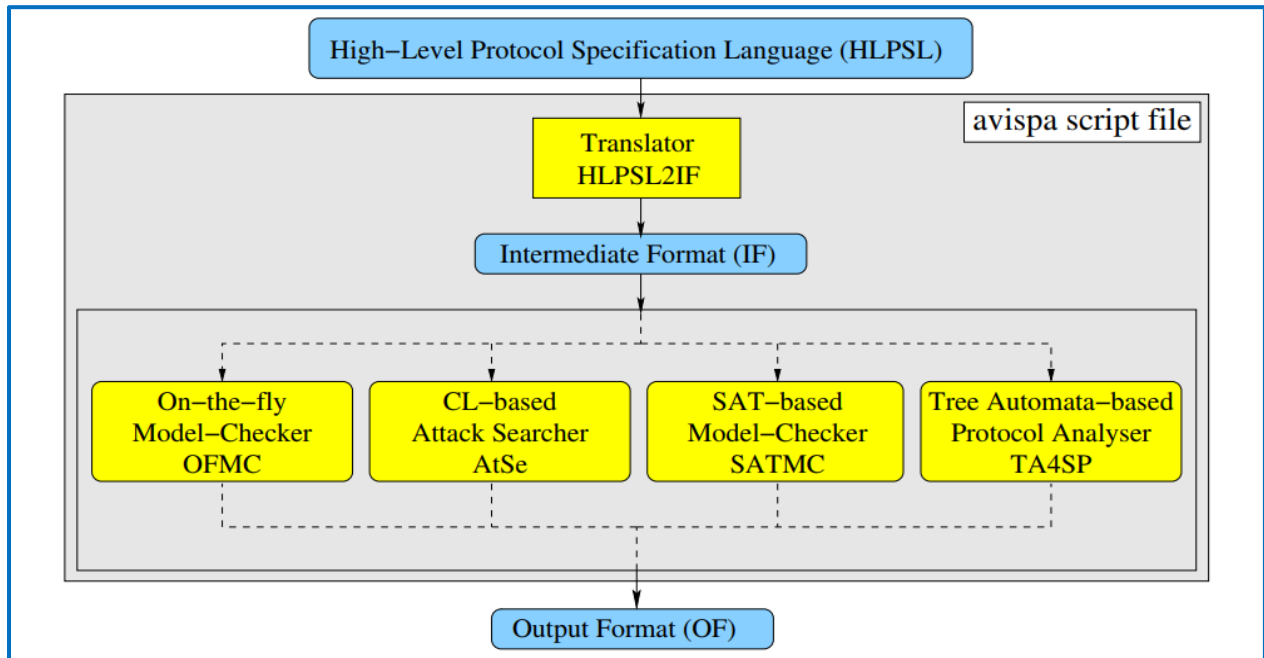 High−Level Protocol Specification Language (HLPSL)
avispa script file
Translator
HLPSL2IF
Intermediate Format (IF)
On−the−fly
Model−Checker
OFMC
CL−based
Attack Searcher
AtSe
SAT−based
Model−Checker
SATMC
Tree Automata−based
Protocol Analyser
TA4SP
Output Format (OF)